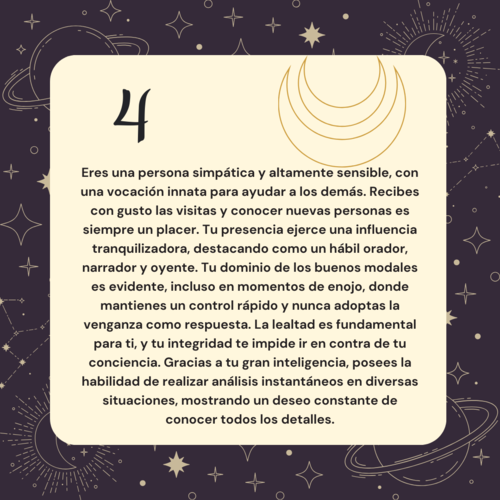 4
Eres una persona simpática y altamente sensible, con
una vocación innata para ayudar a los demás. Recibes
con gusto las visitas y conocer nuevas personas es
siempre un placer. Tu presencia ejerce una influencia
tranquilizadora, destacando como un hábil orador,
narrador y oyente. Tu dominio de los buenos modales
es evidente, incluso en momentos de enojo, donde
mantienes un control rápido y nunca adoptas la
venganza como respuesta. La lealtad es fundamental
para ti, y tu integridad te impide ir en contra de tu
conciencia. Gracias a tu gran inteligencia, posees la
habilidad de realizar análisis instantáneos en diversas
situaciones, mostrando un deseo constante de
conocer todos los detalles.